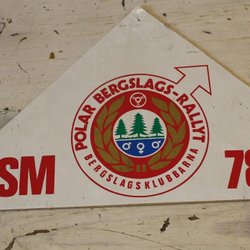 POLAR BERGSLAGS-RALLYT
SM 78
BERGSLAGSKLUBBARNA